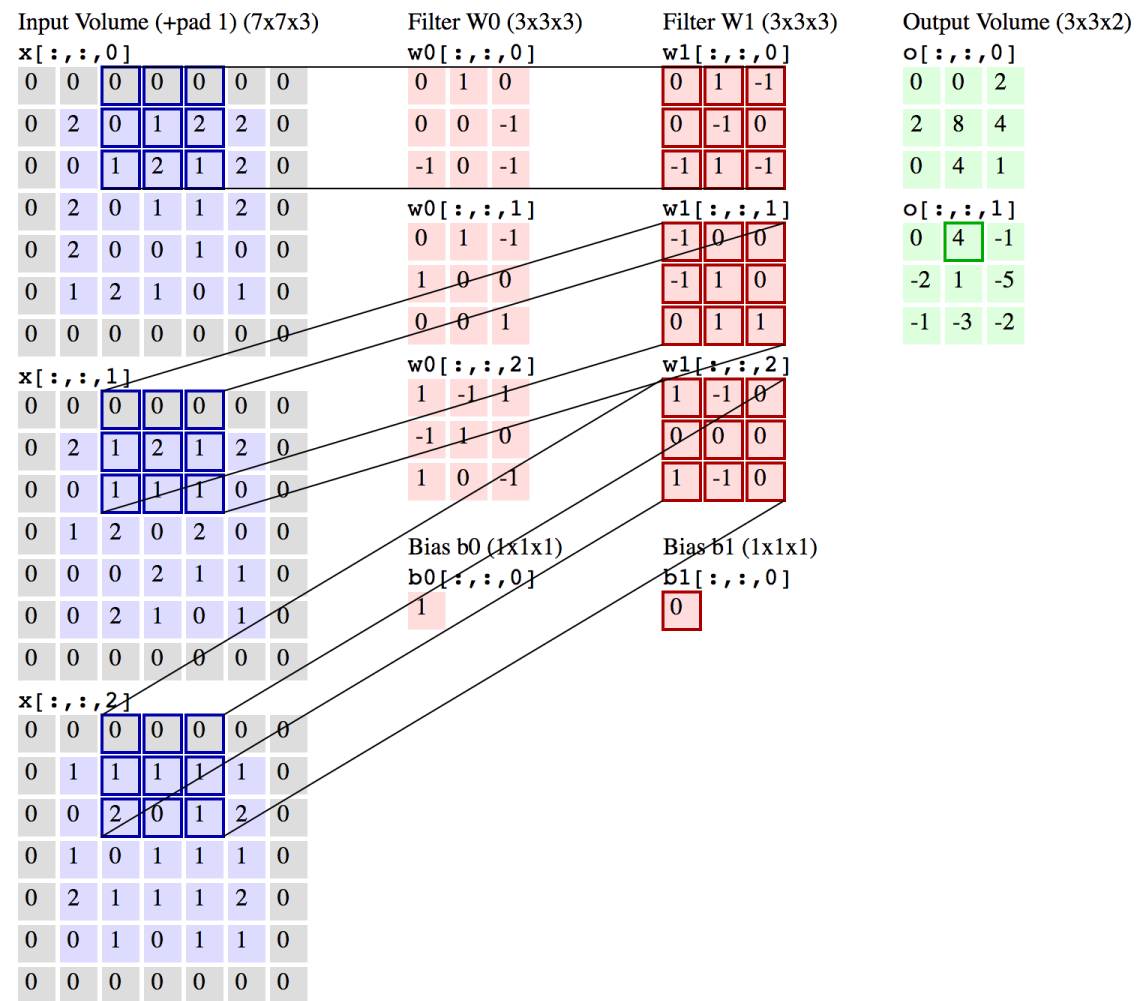 Input Volume (+pad 1) (7x7x3)
x[:,:,0]
0 0 0 0 0 0 0
0 2 0 1 2 2 0
0 0 1 2 1 2 0
0 2 0 1 1 2 0
0 2 0 0 1 0 0
0 1 2 1 0 1 0
0 0 0 0 0 0 0
x[:,:,1]
0 0 0 0 0 0 0
0 2 1 2 1 2 0
0 0 1 1 1 0 0
0 1 2 0 2 0 0
0 0 0 2 1 1 0
0 0 2 1 0 1 0
0 0 0 0 0 0 0
x[:,:,2]
0 0 0 0 0 0 0
0 1 1 1 1 1 0
0 0 2 0 1 2 0
0 1 0 1 1 1 0
0 2 1 1 1 2 0
0 0 1 0 1 1 0
0 0 0 0 0 0 0
Filter W0 (3x3x3)
w0[:,:,0]
0 1 0
0 0 -1
-1 0 -1
w0[:,:,1]
0 1 -1
1 0 0
0 0 1
w0[:,:,2]
1 -1 1
-1 1 0
1 0 -1
Bias b0 (1x1x1)
b0[:,:,0]
1
Filter W1 (3x3x3)
w1[:,:,0]
0 1 -1
0 -1 0
-1 1 -1
w1[:,:,1]
-1 0 0
-1 1 0
0 1 1
w1[:,:,2]
1 -1 0
0 0 0
1 -1 0
Bias b1 (1x1x1)
b1[:,:,0]
0
Output Volume (3x3x2)
o[:,:,0]
0 0 2
2 8 4
0 4 1
o[:,:,1]
0 4 -1
-2 1 -5
-1 -3 -2